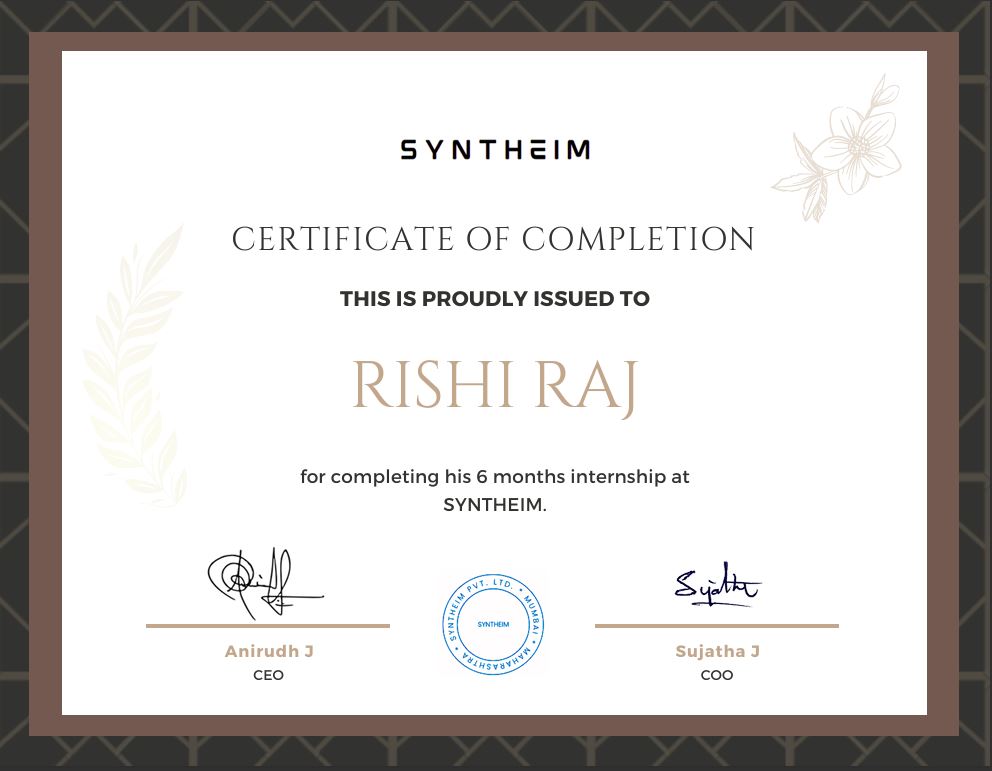 SYNTHEIM
CERTIFICATE OF COMPLETION
THIS IS PROUDLY ISSUED TO
RISHI RAJ
for completing his 6 months internship at
SYNTHEIM.
Sujatha
SYNTHEIM PVT. LTD. • MUMBAI • MAHARASHTRA •
SYNTHEIM
Anirudh J
CEO
Sujatha J
COO